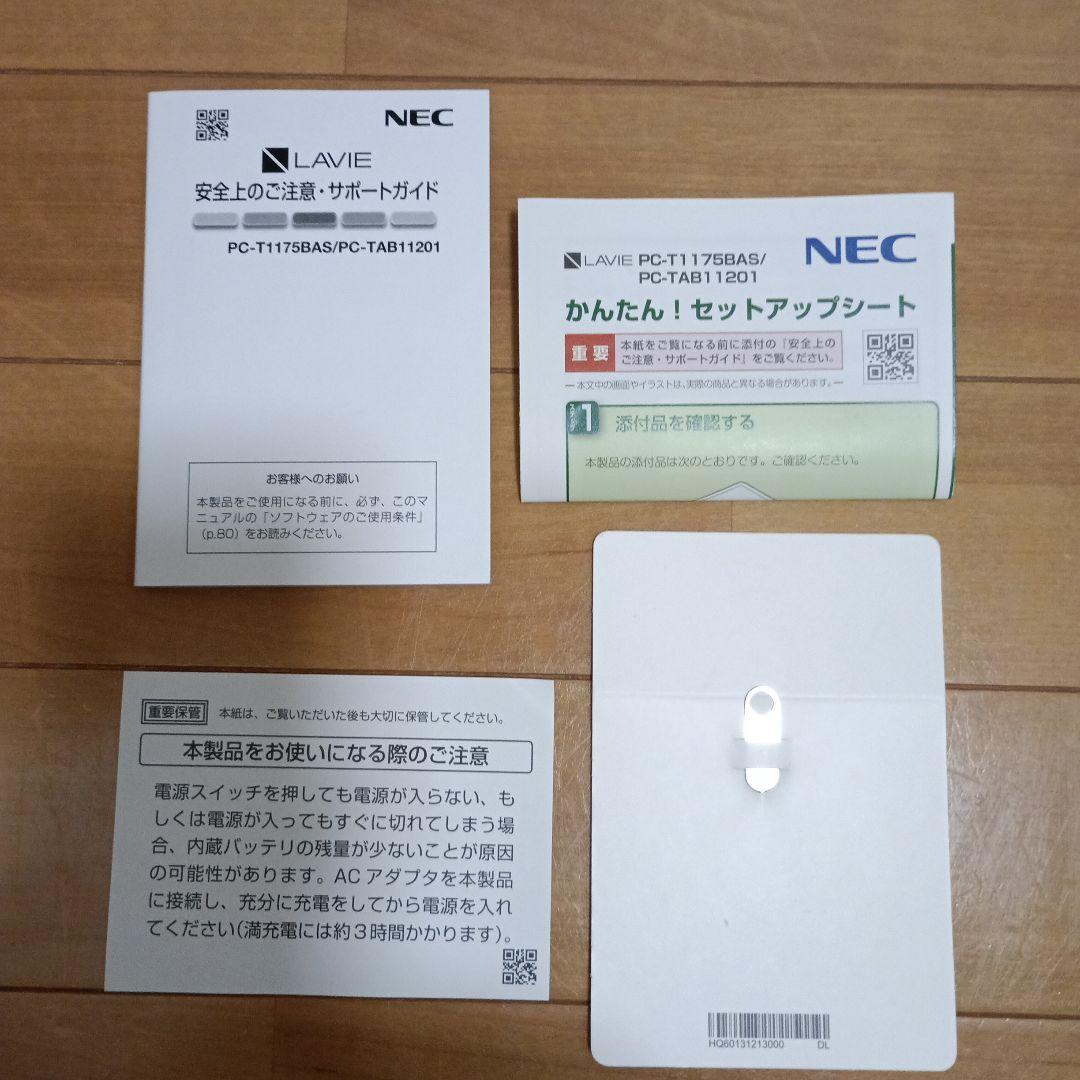 NEC
LAVIE
安全上のご注意・サポートガイド
PC-T1175BAS/PC-TAB11201
お客様へのお願い
本製品をご使用になる前に、必ず、このマ
ニュアルの「ソフトウェアのご使用条件」
(p.80)をお読みください。
LAVIE PC-T1175BAS/
PC-TAB11201
NEC
かんたん!セットアップシート
重要
本紙をご覧になる前に添付の『安全上の
ご注意・サポートガイド』をご覧ください。
― 本文中の画面やイラストは、実際の商品と異なる場合があります。―
1
添付品を確認する
本製品の添付品は次のとおりです。ご確認ください。
重要保管 本紙は、ご覧いただいた後も大切に保管してください。
本製品をお使いになる際のご注意
電源スイッチを押しても電源が入らない、も
しくは電源が入ってもすぐに切れてしまう場
合、内蔵バッテリの残量が少ないことが原因
の可能性があります。ACアダプタを本製品
に接続し、充分に充電をしてから電源を入れ
てください(満充電には約3時間かかります)。
HQ60131213000 DL